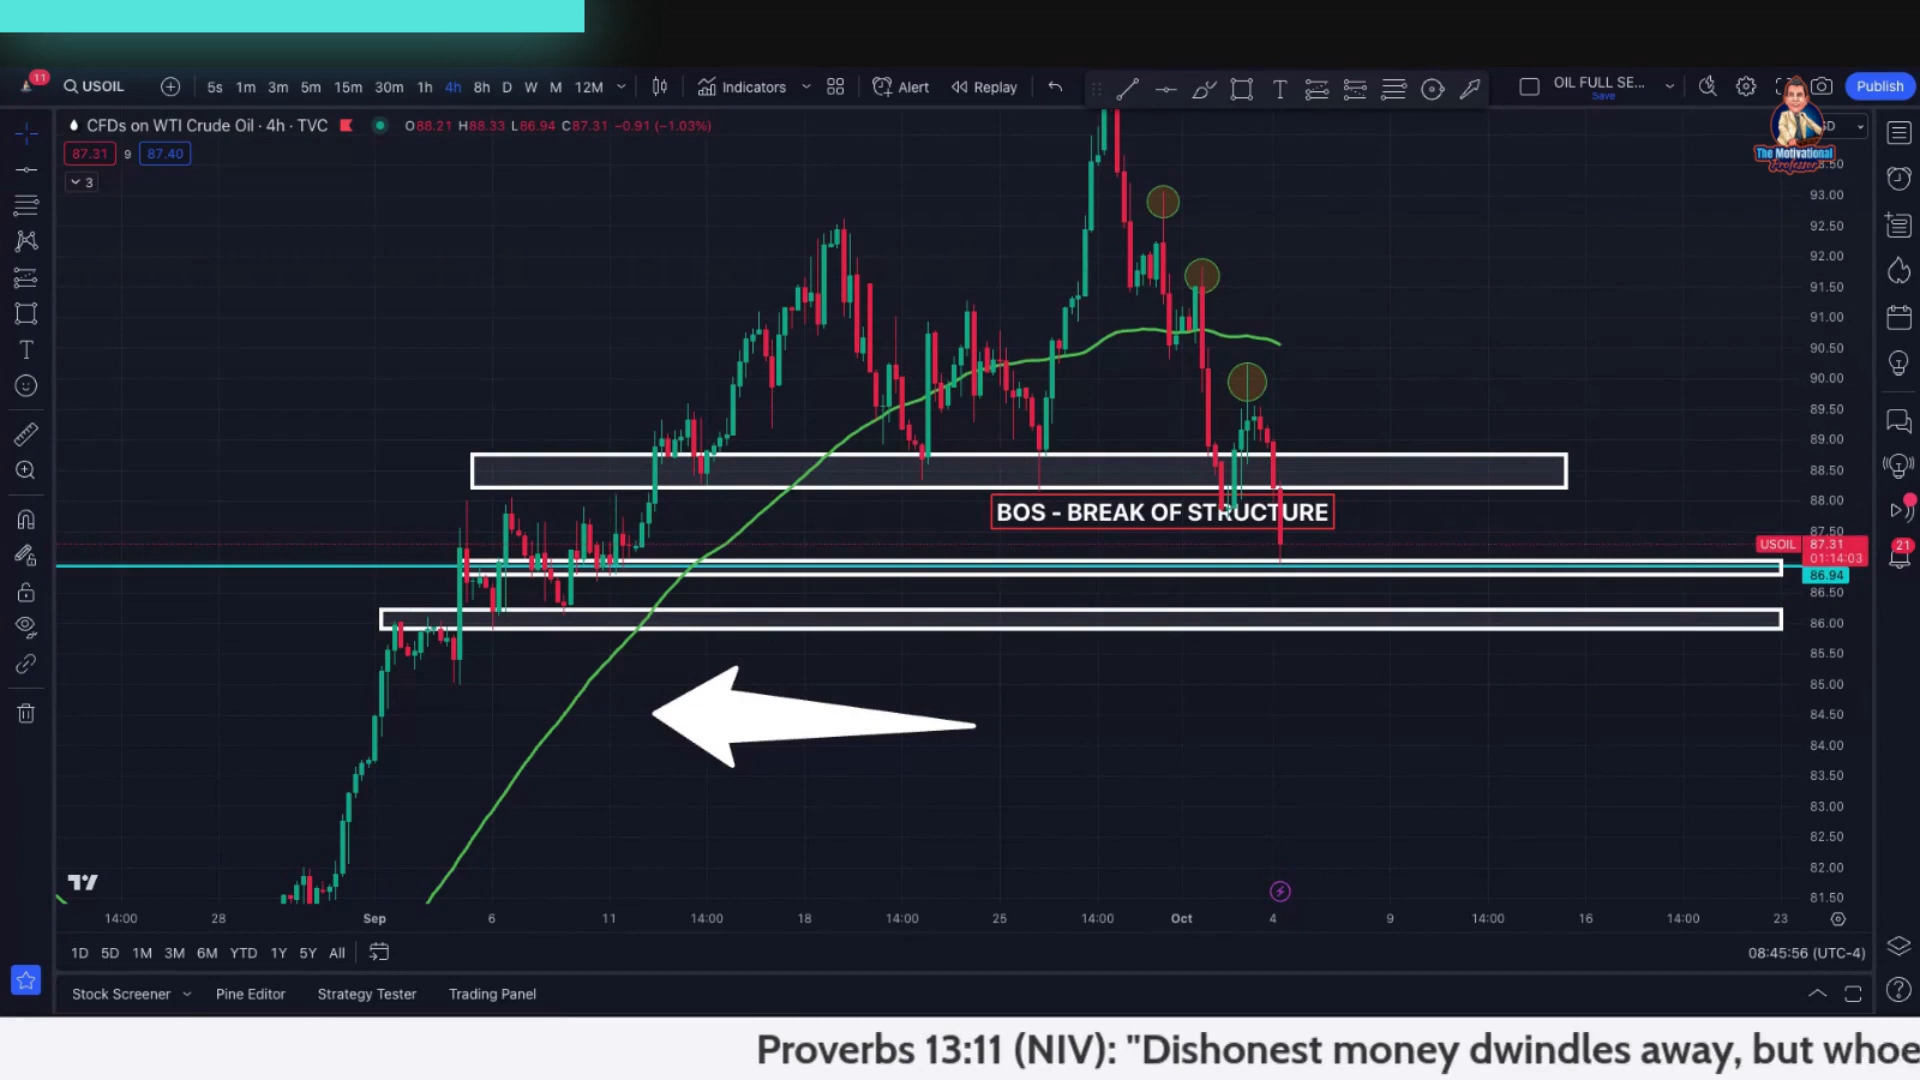 11
USOIL
5s 1m 3m 5m 15m 30m 1h 4h 8h D W M 12M
Indicators
Alert
Replay
T
OIL FULL SE...
Save
Publish
CFDs on WTI Crude Oil · 4h · TVC
O88.21 H88.33 L86.94 C87.31 −0.91 (−1.03%)
87.31 9 87.40
3
The Motivational
Professor
93.00
92.50
92.00
91.50
91.00
90.50
90.00
89.50
89.00
88.50
88.00
87.50
BOS - BREAK OF STRUCTURE
USOIL 87.31
01:14:03
86.94
86.50
86.00
85.50
85.00
84.50
84.00
83.50
83.00
82.50
82.00
81.50
21
14:00 28 Sep 6 11 14:00 18 14:00 25 14:00 Oct 4 9 14:00 16 14:00 23
1D 5D 1M 3M 6M YTD 1Y 5Y All
08:45:56 (UTC-4)
Stock Screener Pine Editor Strategy Tester Trading Panel
Proverbs 13:11 (NIV): "Dishonest money dwindles away, but whoe